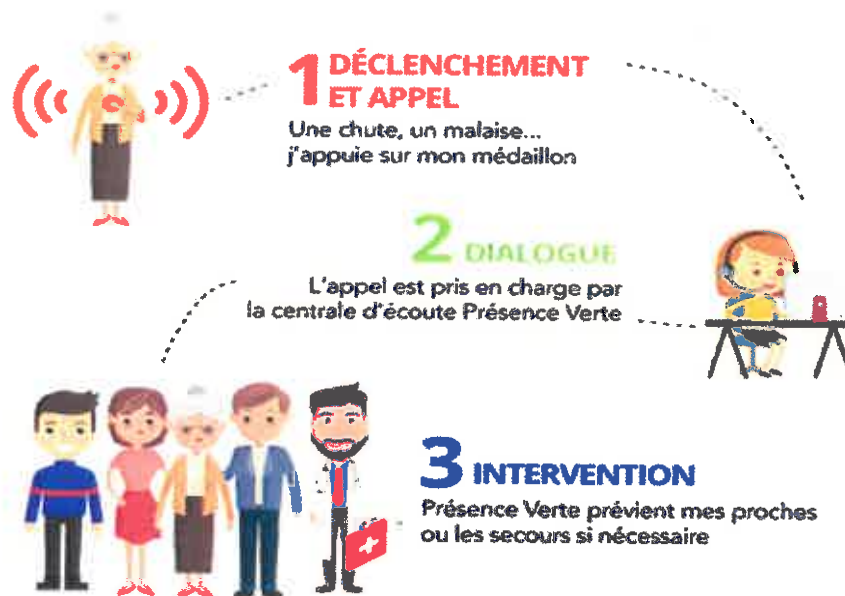 1 DÉCLENCHEMENT
ET APPEL
Une chute, un malaise...
j'appuie sur mon médaillon
2 DIALOGUE
L'appel est pris en charge par
la centrale d'écoute Présence Verte
3 INTERVENTION
Présence Verte prévient mes proches
ou les secours si nécessaire